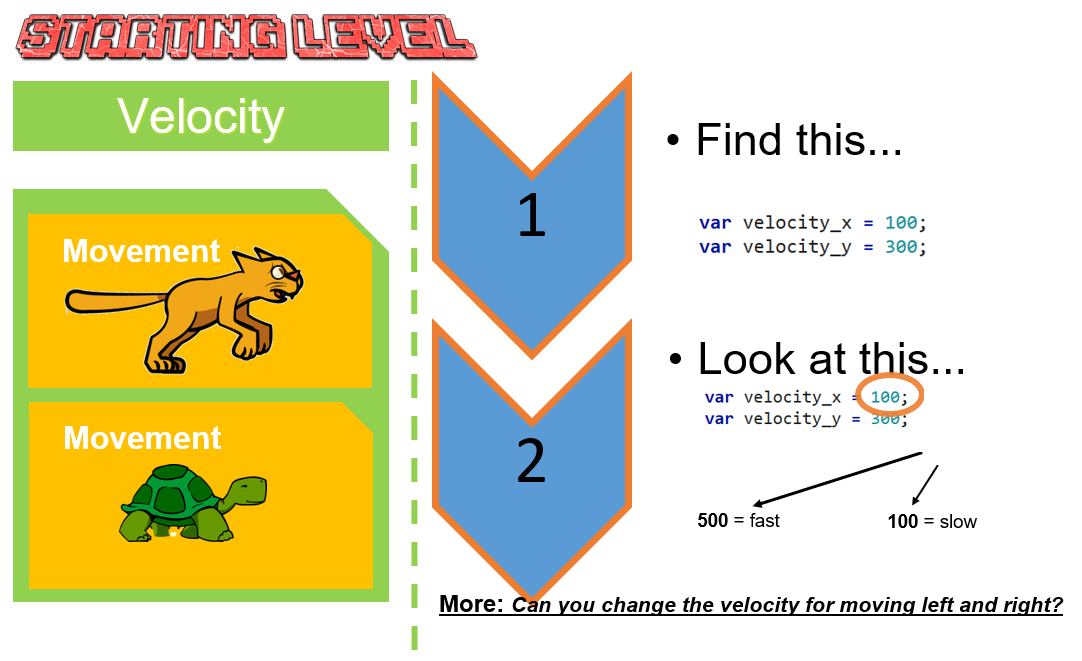 STARTING LEVEL
Velocity
Movement
Movement
1
• Find this...
var velocity_x = 100;
var velocity_y = 300;
2
• Look at this...
var velocity_x = 100;
var velocity_y = 300;
500 = fast
100 = slow
More: Can you change the velocity for moving left and right?